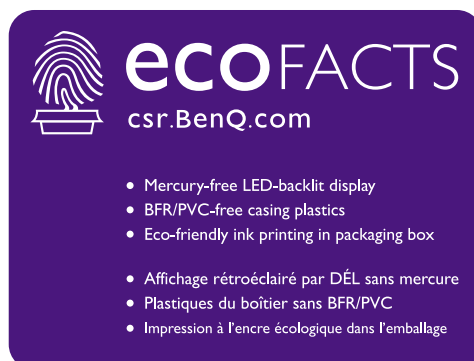 ecoFACTS
csr.BenQ.com
• Mercury-free LED-backlit display
• BFR/PVC-free casing plastics
• Eco-friendly ink printing in packaging box
• Affichage rétroéclairé par DÉL sans mercure
• Plastiques du boîtier sans BFR/PVC
• Impression à l'encre écologique dans l'emballage